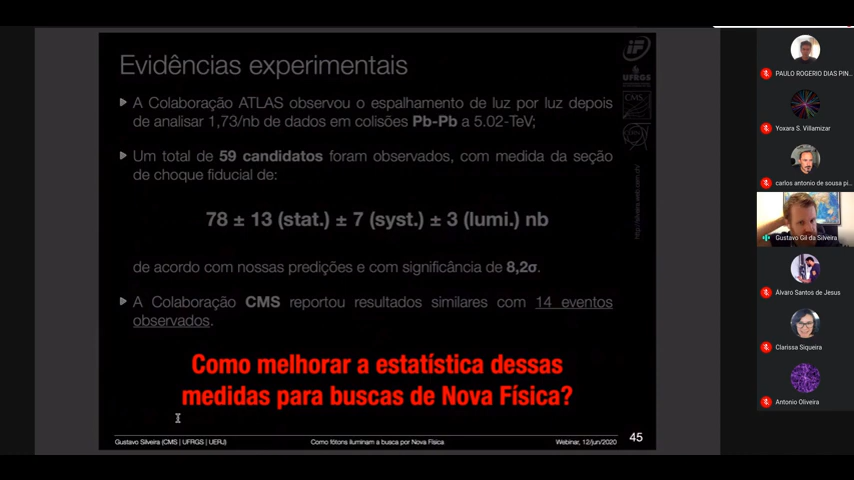 Evidências experimentais
A Colaboração ATLAS observou o espalhamento de luz por luz depois
de analisar 1,73/nb de dados em colisões Pb-Pb a 5.02-TeV;
Um total de 59 candidatos foram observados, com medida da seção
de choque fiducial de:
78 ± 13 (stat.) ± 7 (syst.) ± 3 (lumi.) nb
de acordo com nossas predições e com significância de 8,2σ.
A Colaboração CMS reportou resultados similares com 14 eventos
observados.
Como melhorar a estatística dessas
medidas para buscas de Nova Física?
Gustavo Silveira (CMS | UFRGS | UERJ)
Como fótons iluminam a busca por Nova Física
Webinar, 12/jun/2020
45
iF
UFRGS
CMS
PAULO ROGERIO DIAS PIN...
Yoxara S. Villamizar
carlos antonio de sousa pi...
Gustavo Gil da Silveira
Álvaro Santos de Jesus
Clarissa Siqueira
Antonio Oliveira